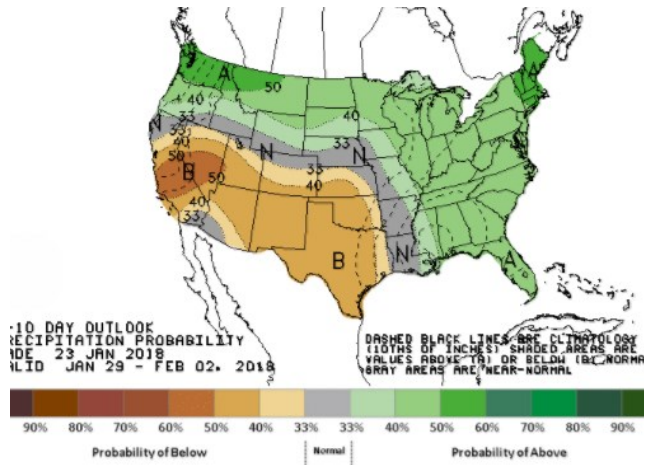 A
50
40
40
33
33
N
33
40
50
B
50
N
33
40
N
40
33
B
N
A
N
-10 DAY OUTLOOK
RECIPITATION PROBABILITY
ADE 23 JAN 2018
ALID JAN 29 - FEB 02, 2018
DASHED BLACK LINES ARE CLIMATOLOGY
(10THS OF INCHES) SHADED AREAS ARE
VALUES ABOVE (A) OR BELOW (B) NORMA
GRAY AREAS ARE NEAR-NORMAL
90% 80% 70% 60% 50% 40% 33% 33% 40% 50% 60% 70% 80% 90%
Probability of Below Normal Probability of Above